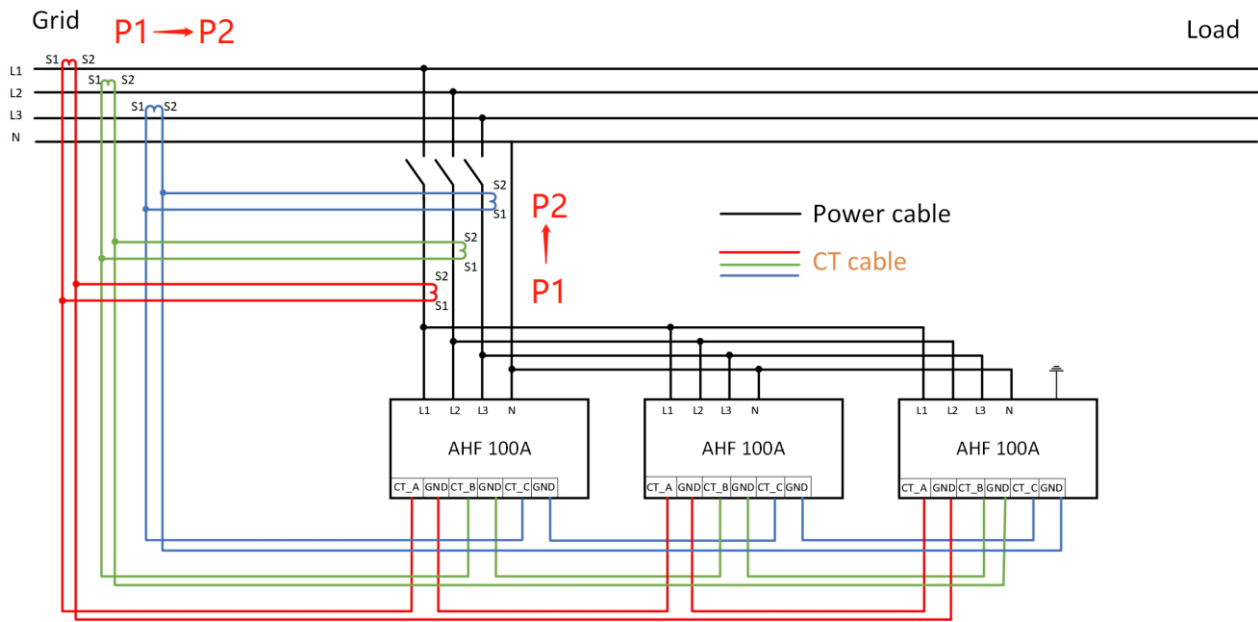 Grid
P1 → P2
Load
S1 S2
L1
S1 S2
L2
S1 S2
L3
N
S2
S1
P2
P1
Power cable
S2
S1
CT cable
S2
S1
L1 L2 L3 N
L1 L2 L3 N
L1 L2 L3 N
AHF 100A
AHF 100A
AHF 100A
CT_A GND CT_B GND CT_C GND
CT_A GND CT_B GND CT_C GND
CT_A GND CT_B GND CT_C GND